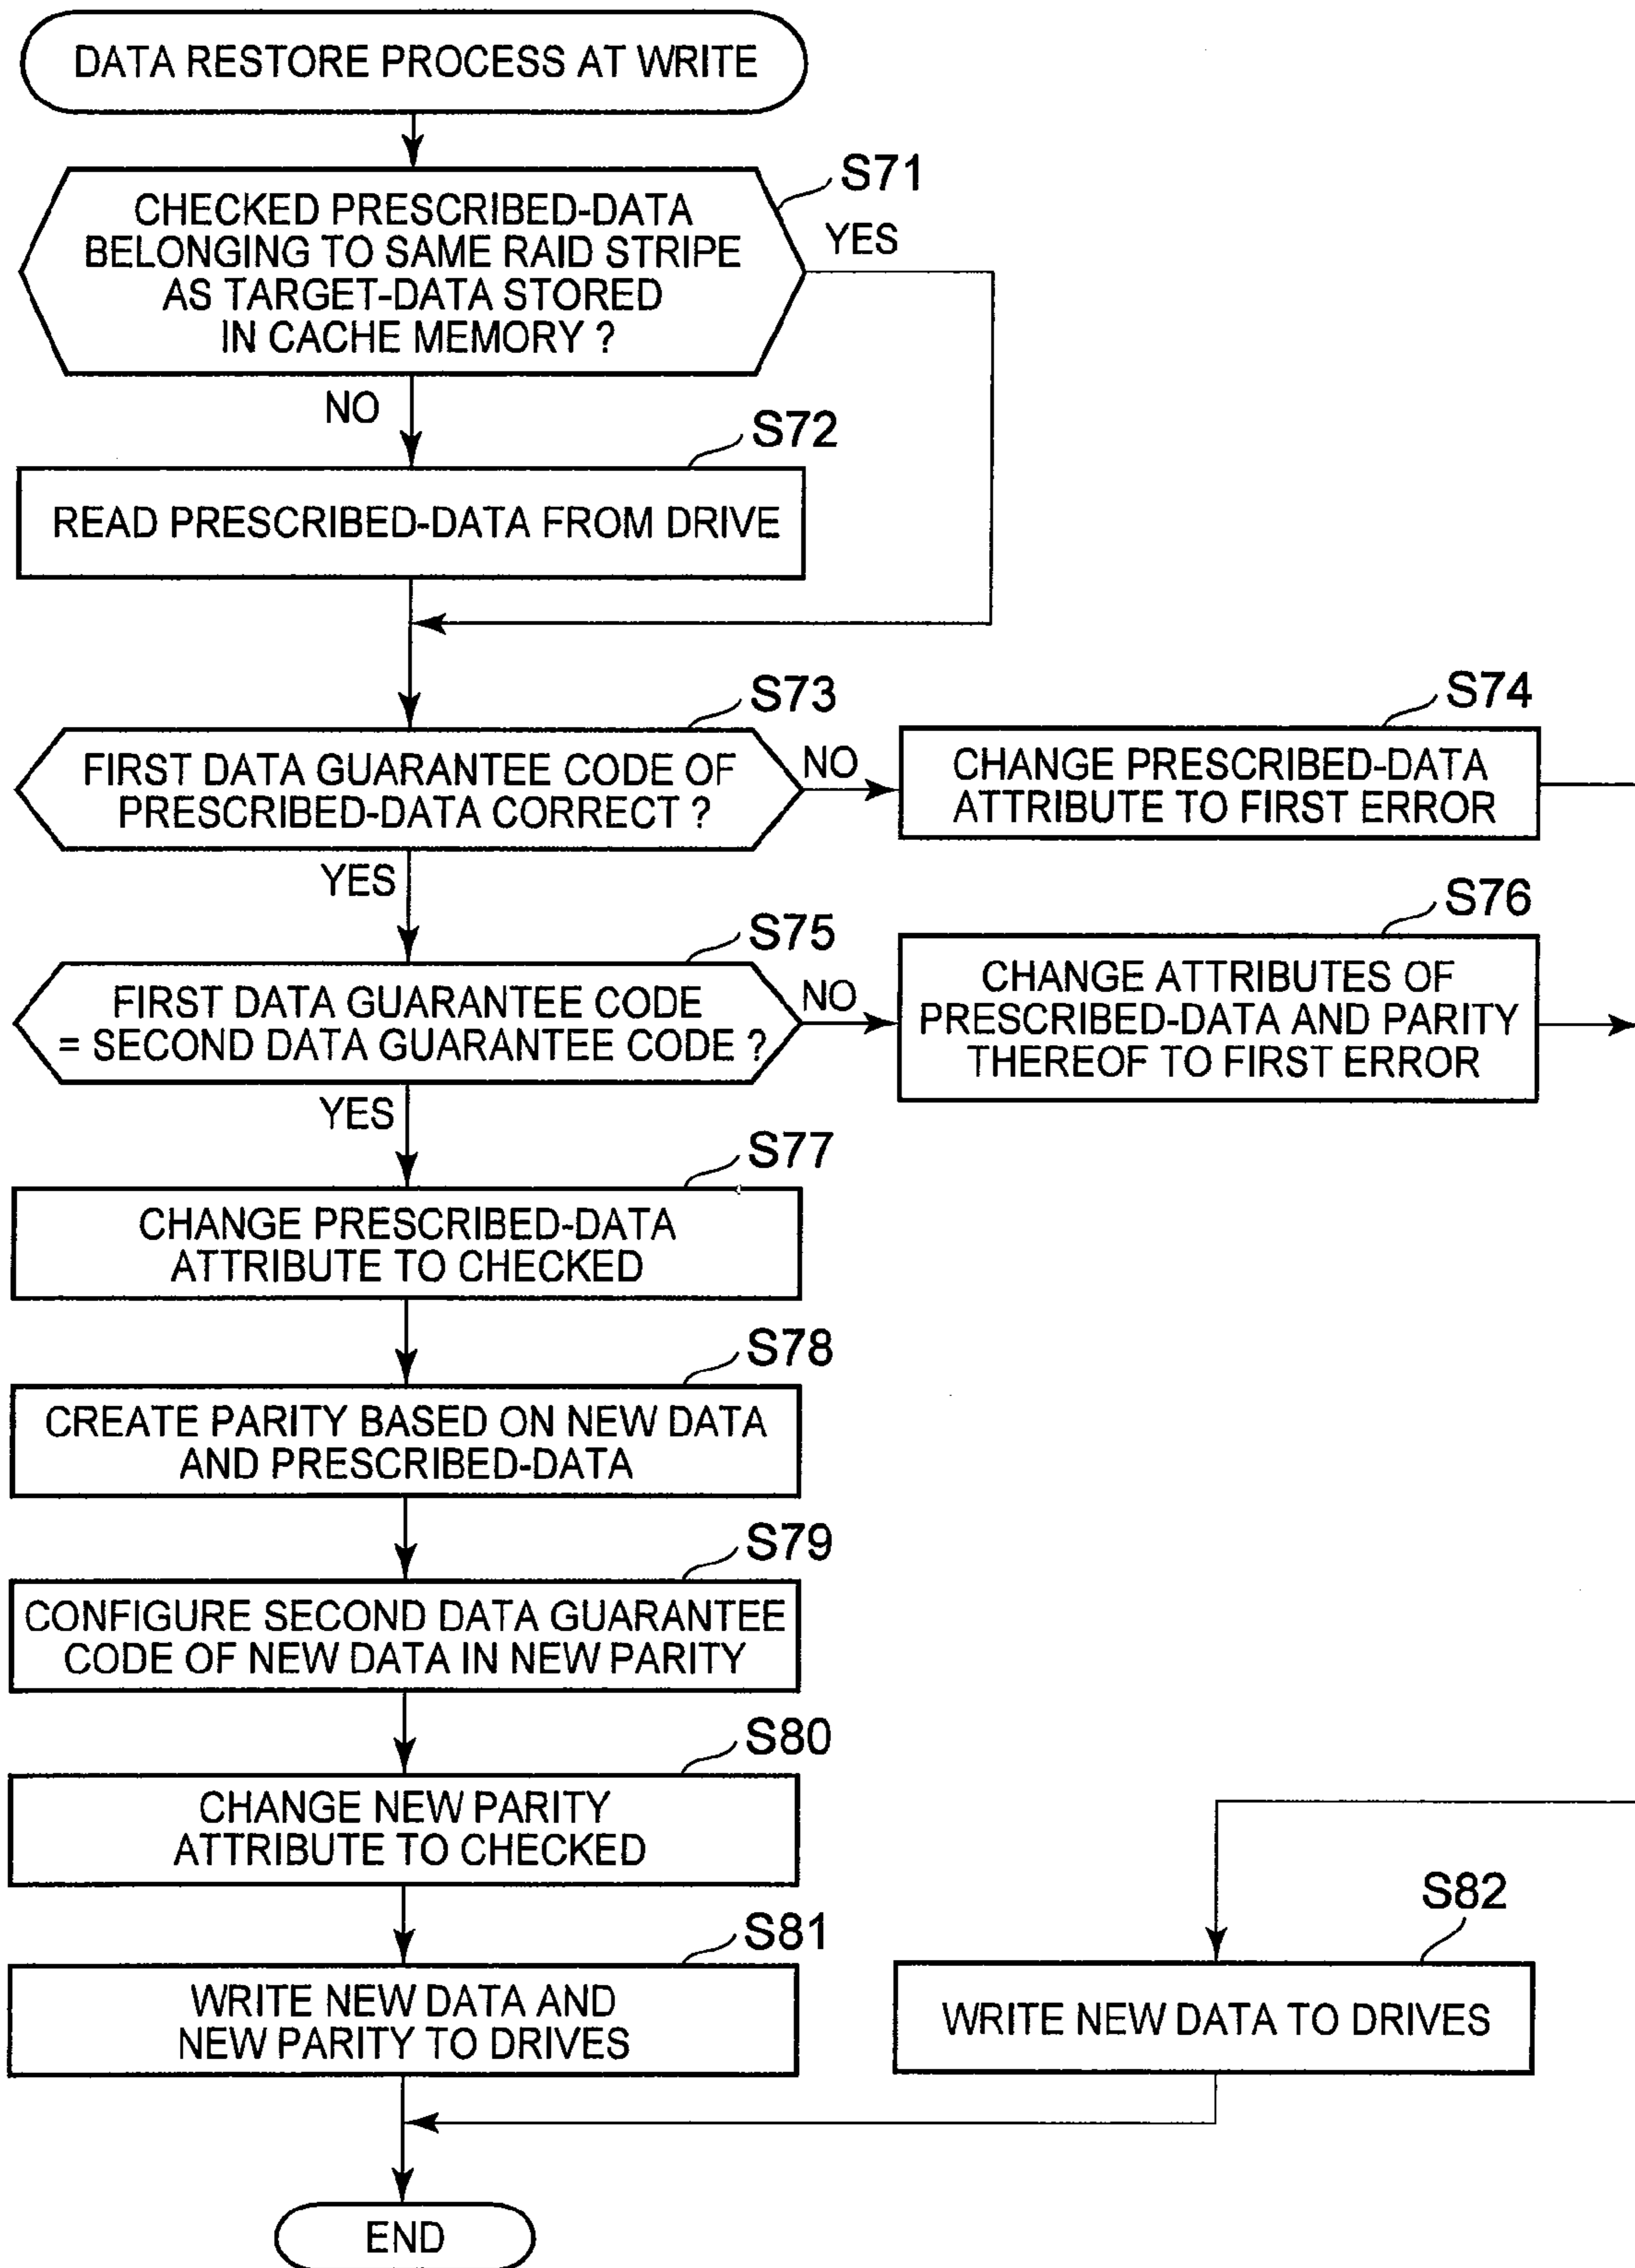 DATA RESTORE PROCESS AT WRITE
S71
CHECKED PRESCRIBED-DATA
BELONGING TO SAME RAID STRIPE
AS TARGET-DATA STORED
IN CACHE MEMORY ?
YES
NO
S72
READ PRESCRIBED-DATA FROM DRIVE
S73
FIRST DATA GUARANTEE CODE OF
PRESCRIBED-DATA CORRECT ?
NO
S74
CHANGE PRESCRIBED-DATA
ATTRIBUTE TO FIRST ERROR
YES
S75
FIRST DATA GUARANTEE CODE
= SECOND DATA GUARANTEE CODE ?
NO
S76
CHANGE ATTRIBUTES OF
PRESCRIBED-DATA AND PARITY
THEREOF TO FIRST ERROR
YES
S77
CHANGE PRESCRIBED-DATA
ATTRIBUTE TO CHECKED
S78
CREATE PARITY BASED ON NEW DATA
AND PRESCRIBED-DATA
S79
CONFIGURE SECOND DATA GUARANTEE
CODE OF NEW DATA IN NEW PARITY
S80
CHANGE NEW PARITY
ATTRIBUTE TO CHECKED
S81
WRITE NEW DATA AND
NEW PARITY TO DRIVES
S82
WRITE NEW DATA TO DRIVES
END